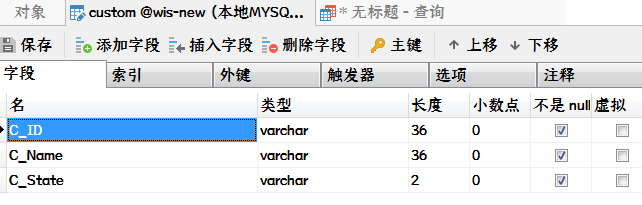 对象 custom @wis-new (本地MYSQ... * 无标题 - 查询
保存 添加字段 插入字段 删除字段 主键 上移 下移
字段 索引 外键 触发器 选项 注释
名 类型 长度 小数点 不是 null 虚拟
C_ID varchar 36 0
C_Name varchar 36 0
C_State varchar 2 0